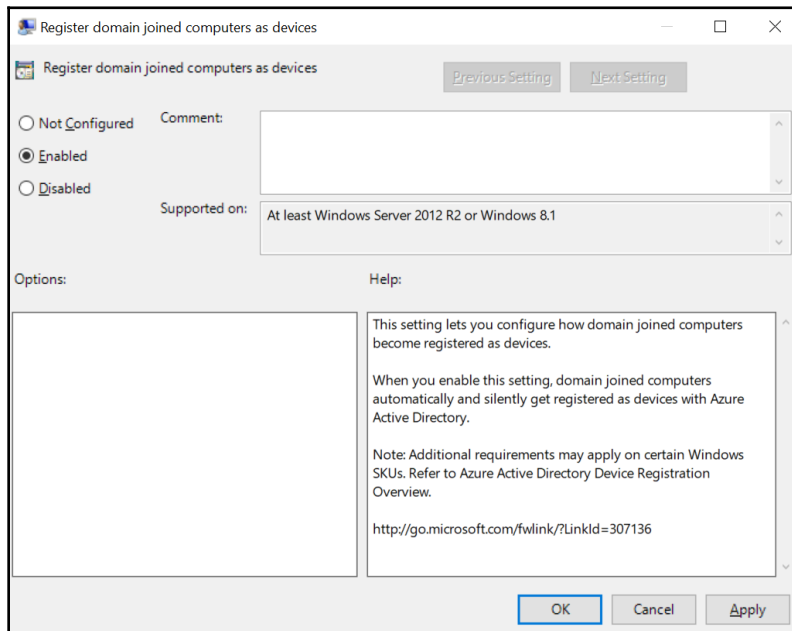 Register domain joined computers as devices
Register domain joined computers as devices
Previous Setting
Next Setting
Not Configured
Comment:
Enabled
Disabled
Supported on:
At least Windows Server 2012 R2 or Windows 8.1
Options:
Help:
This setting lets you configure how domain joined computers
become registered as devices.
When you enable this setting, domain joined computers
automatically and silently get registered as devices with Azure
Active Directory.
Note: Additional requirements may apply on certain Windows
SKUs. Refer to Azure Active Directory Device Registration
Overview.
http://go.microsoft.com/fwlink/?LinkId=307136
OK
Cancel
Apply